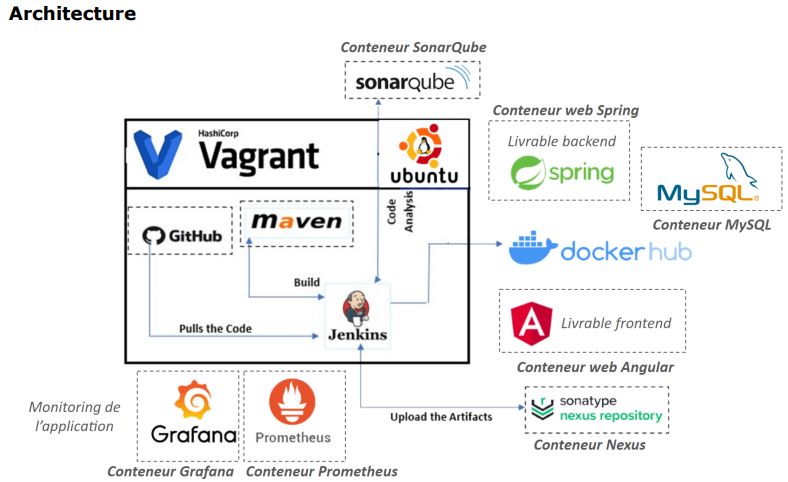 Architecture
Conteneur SonarQube
sonarqube
HashiCorp
Vagrant
ubuntu
Conteneur web Spring
Livrable backend
spring
MySQL®
Conteneur MySQL
GitHub
maven
Code
Analysis
docker hub
Build
Pulls the Code
Jenkins
Livrable frontend
Conteneur web Angular
Monitoring de
l'application
Grafana
Prometheus
Upload the Artifacts
sonatype
nexus repository
Conteneur Nexus
Conteneur Grafana
Conteneur Prometheus